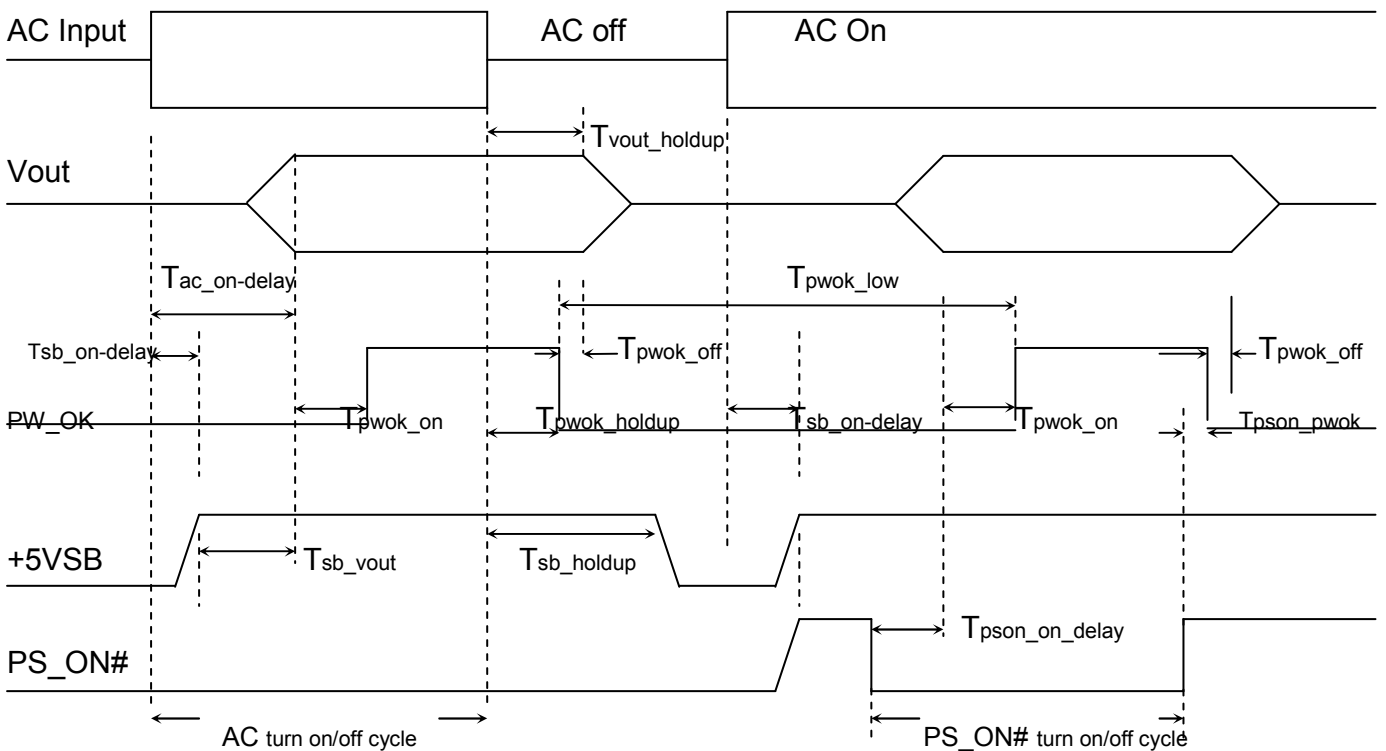 AC Input
AC off
AC On
Tvout_holdup
Vout
Tac_on-delay
Tpwok_low
Tsb_on-delay
Tpwok_off
Tpwok_off
PW_OK
Tpwok_on
Tpwok_holdup
Tsb_on-delay
Tpwok_on
Tpson_pwok
+5VSB
Tsb_vout
Tsb_holdup
Tpson_on_delay
PS_ON#
AC turn on/off cycle
PS_ON# turn on/off cycle